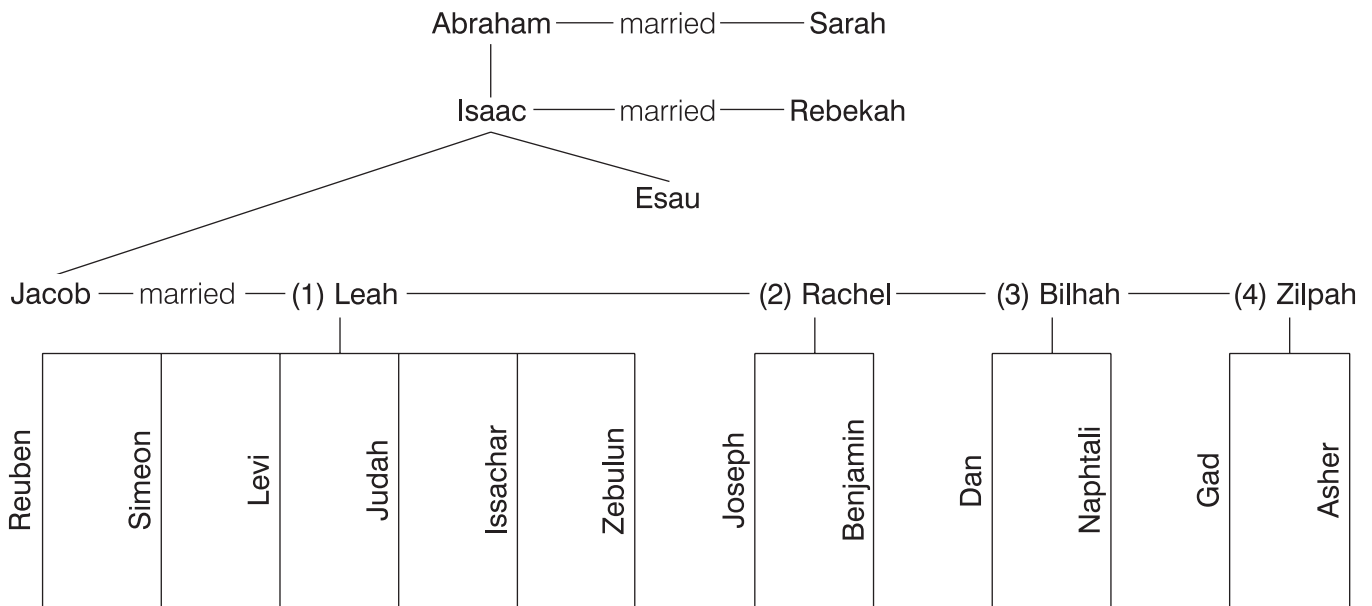 Abraham married Sarah
Isaac married Rebekah
Esau
Jacob married (1) Leah (2) Rachel (3) Bilhah (4) Zilpah
Reuben
Simeon
Levi
Judah
Issachar
Zebulun
Joseph
Benjamin
Dan
Naphtali
Gad
Asher